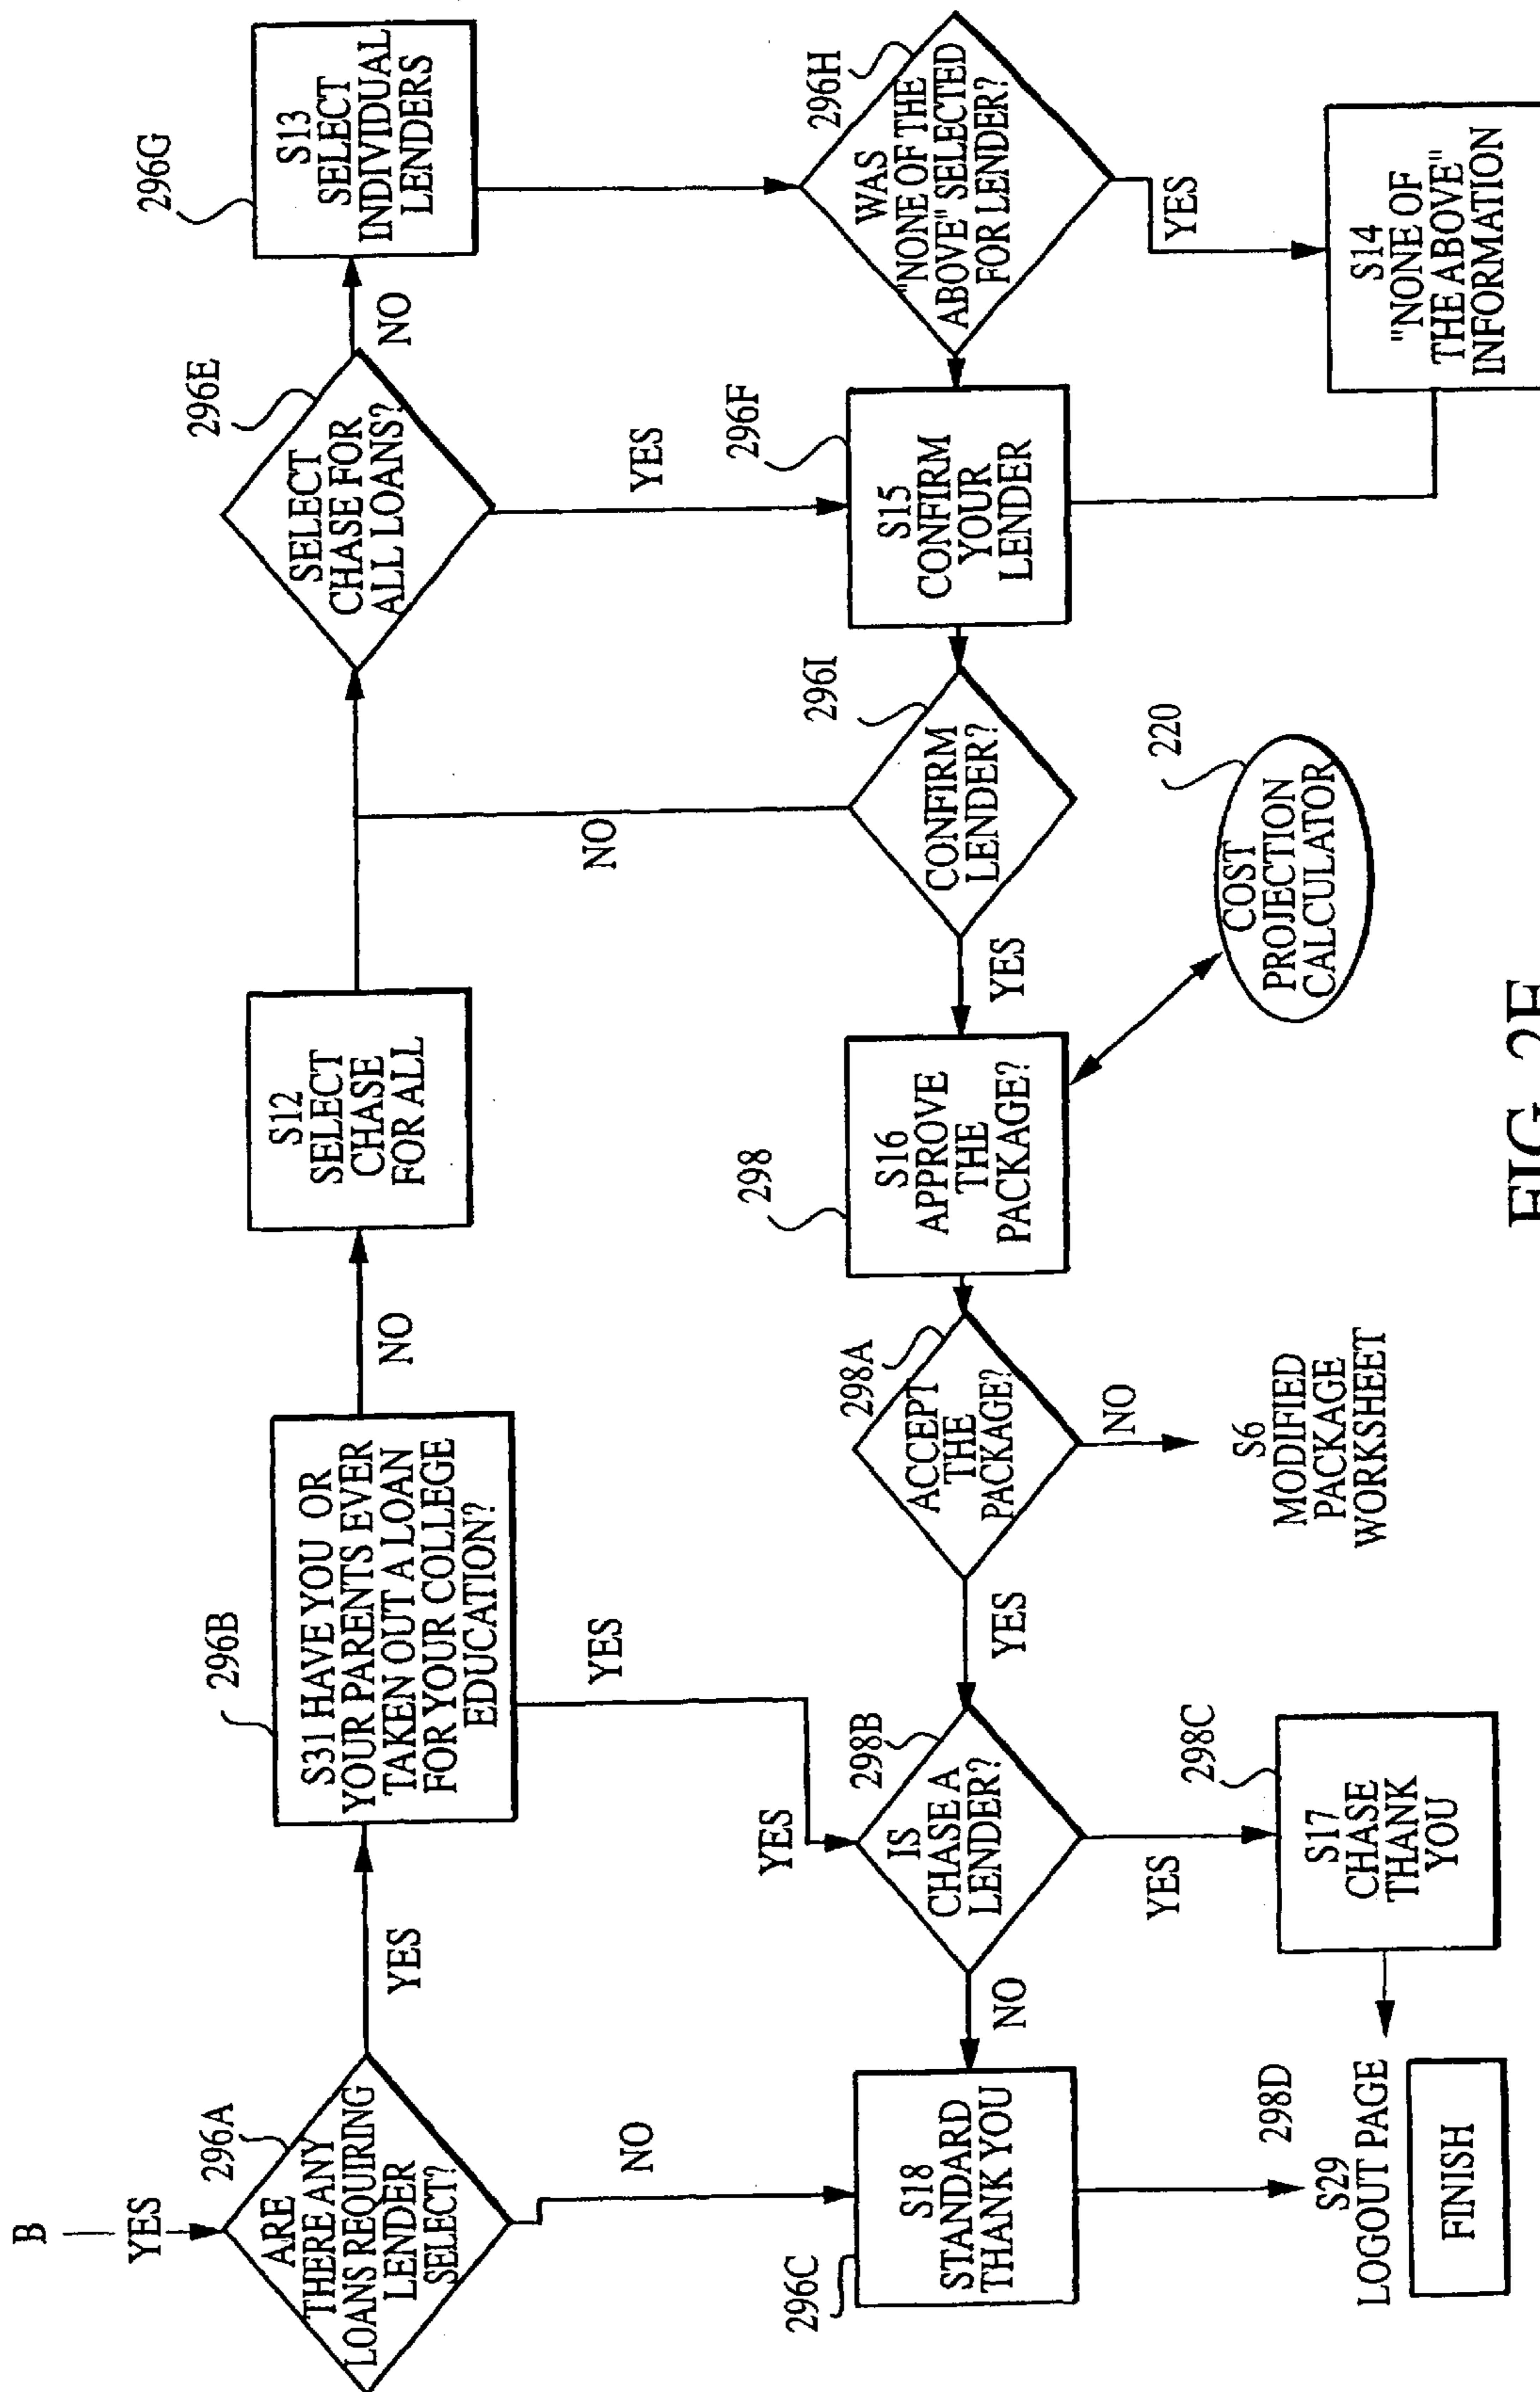 B
YES
296A
ARE
THERE ANY
LOANS REQUIRING
LENDER
SELECT?
YES
NO
296B
S31 HAVE YOU OR
YOUR PARENTS EVER
TAKEN OUT A LOAN
FOR YOUR COLLEGE
EDUCATION?
NO
YES
S12
SELECT
CHASE
FOR ALL
296E
SELECT
CHASE FOR
ALL LOANS?
NO
YES
296G
S13
SELECT
INDIVIDUAL
LENDERS
296C
S18
STANDARD
THANK YOU
NO
298B
IS
CHASE A
LENDER?
YES
YES
YES
298A
ACCEPT
THE
PACKAGE?
NO
298
S16
APPROVE
THE
PACKAGE?
YES
296I
CONFIRM
LENDER?
NO
296F
S15
CONFIRM
YOUR
LENDER
296H
WAS
"NONE OF THE
ABOVE" SELECTED
FOR LENDER?
YES
298D
S29
LOGOUT PAGE
FINISH
298C
S17
CHASE
THANK
YOU
S6
MODIFIED
PACKAGE
WORKSHEET
220
COST
PROJECTION
CALCULATOR
S14
"NONE OF
THE ABOVE"
INFORMATION
FIG